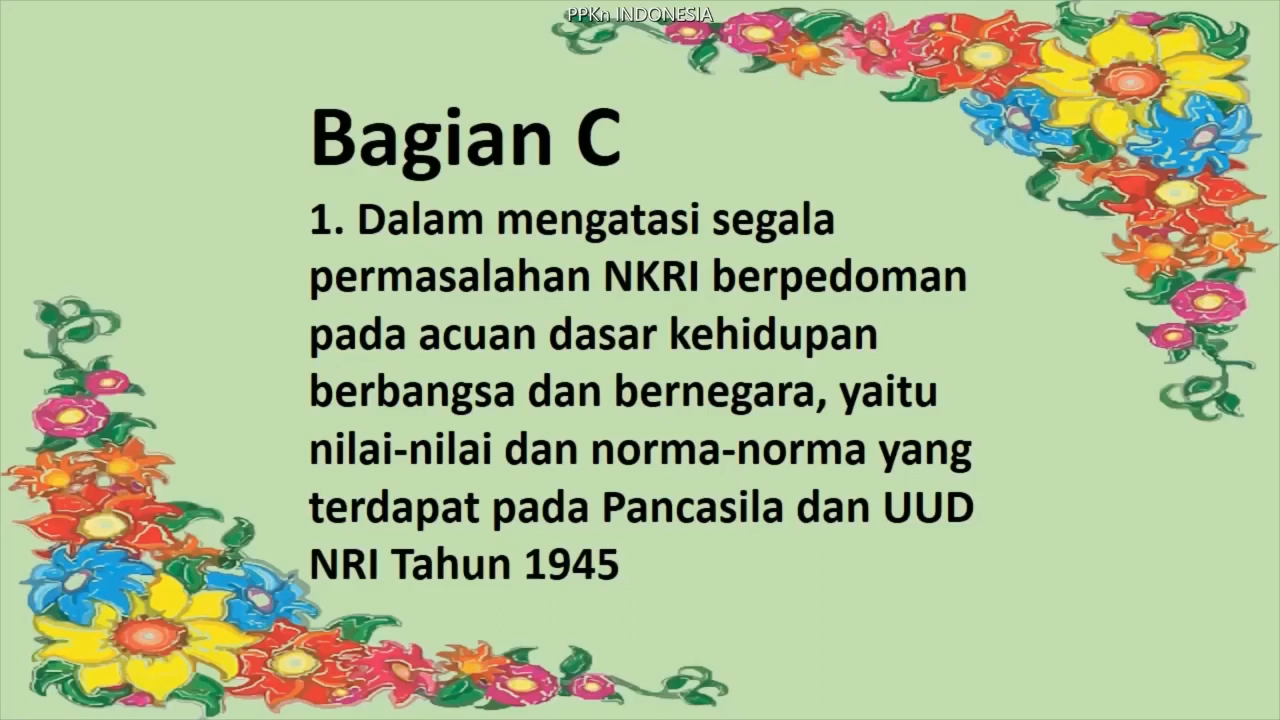 PPKn INDONESIA
Bagian C
1. Dalam mengatasi segala
permasalahan NKRI berpedoman
pada acuan dasar kehidupan
berbangsa dan bernegara, yaitu
nilai-nilai dan norma-norma yang
terdapat pada Pancasila dan UUD
NRI Tahun 1945